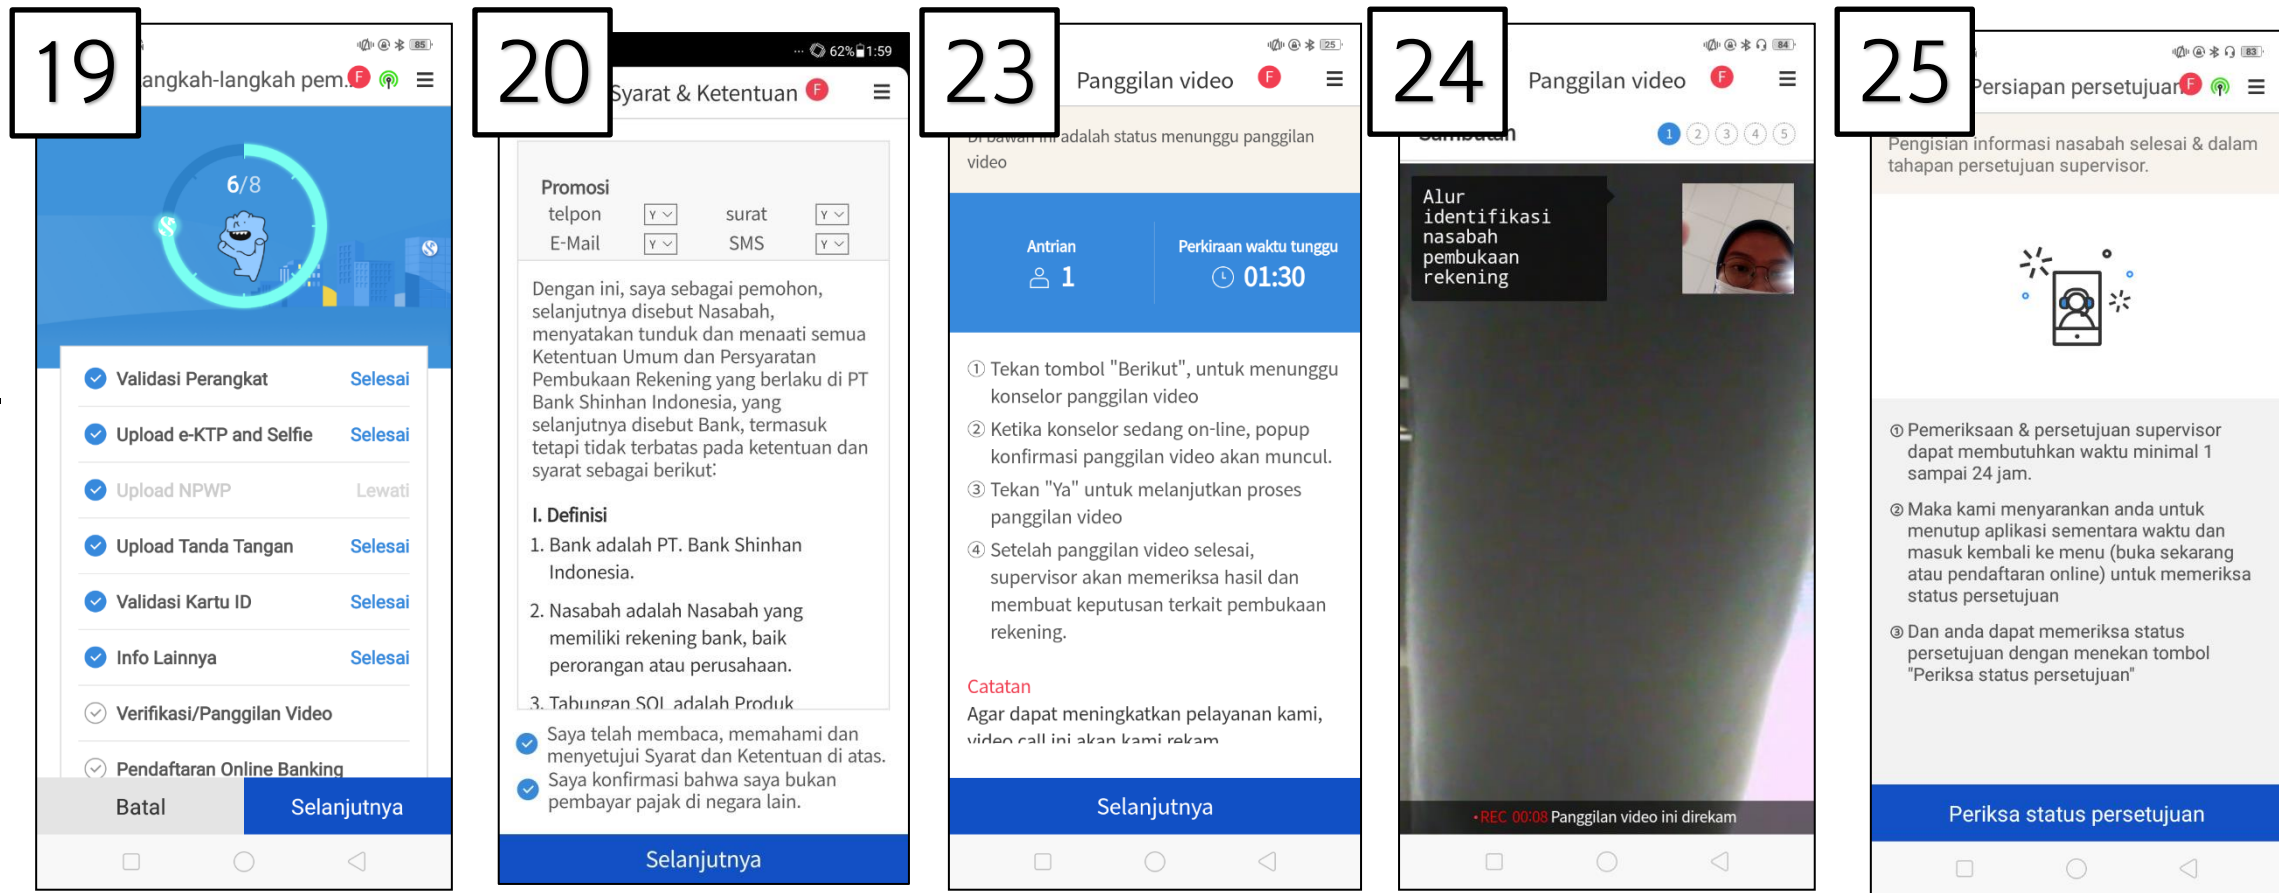 19
85
angkah-langkah pem..
F
6/8
Validasi Perangkat Selesai
Upload e-KTP and Selfie Selesai
Upload NPWP Lewati
Upload Tanda Tangan Selesai
Validasi Kartu ID Selesai
Info Lainnya Selesai
Verifikasi/Panggilan Video
Pendaftaran Online Banking
Batal Selanjutnya
20
... 62% 1:59
Syarat & Ketentuan F
Promosi
telpon Y surat Y
E-Mail Y SMS Y
Dengan ini, saya sebagai pemohon,
selanjutnya disebut Nasabah,
menyatakan tunduk dan menaati semua
Ketentuan Umum dan Persyaratan
Pembukaan Rekening yang berlaku di PT
Bank Shinhan Indonesia, yang
selanjutnya disebut Bank, termasuk
tetapi tidak terbatas pada ketentuan dan
syarat sebagai berikut:
I. Definisi
1. Bank adalah PT. Bank Shinhan
Indonesia.
2. Nasabah adalah Nasabah yang
memiliki rekening bank, baik
perorangan atau perusahaan.
3. Tabungan SOL adalah Produk
Saya telah membaca, memahami dan
menyetujui Syarat dan Ketentuan di atas.
Saya konfirmasi bahwa saya bukan
pembayar pajak di negara lain.
Selanjutnya
23
25
Panggilan video F
Di bawah ini adalah status menunggu panggilan
video
Antrian Perkiraan waktu tunggu
1 01:30
① Tekan tombol "Berikut", untuk menunggu
konselor panggilan video
② Ketika konselor sedang on-line, popup
konfirmasi panggilan video akan muncul.
③ Tekan "Ya" untuk melanjutkan proses
panggilan video
④ Setelah panggilan video selesai,
supervisor akan memeriksa hasil dan
membuat keputusan terkait pembukaan
rekening.
Catatan
Agar dapat meningkatkan pelayanan kami,
video call ini akan kami rekam
Selanjutnya
24
84
Panggilan video F
Sambutan 1 2 3 4 5
Alur
identifikasi
nasabah
pembukaan
rekening
•REC 00:08 Panggilan video ini direkam
25
83
Persiapan persetujuan F
Pengisian informasi nasabah selesai & dalam
tahapan persetujuan supervisor.
① Pemeriksaan & persetujuan supervisor
dapat membutuhkan waktu minimal 1
sampai 24 jam.
② Maka kami menyarankan anda untuk
menutup aplikasi sementara waktu dan
masuk kembali ke menu (buka sekarang
atau pendaftaran online) untuk memeriksa
status persetujuan
③ Dan anda dapat memeriksa status
persetujuan dengan menekan tombol
"Periksa status persetujuan"
Periksa status persetujuan